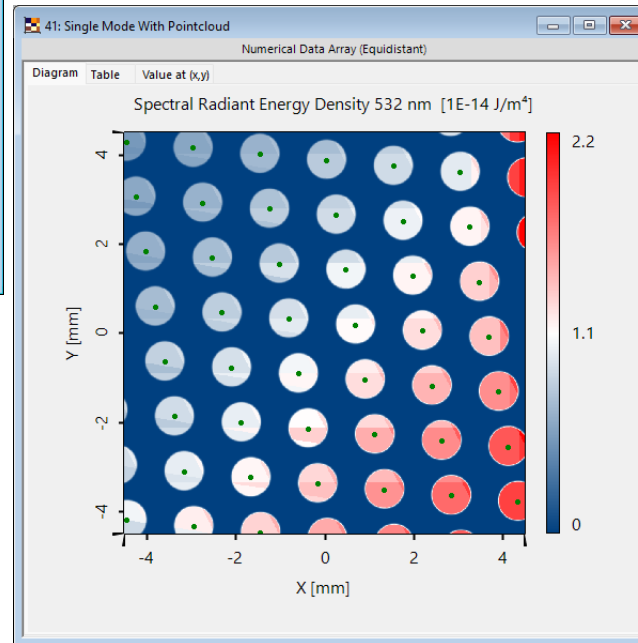 41: Single Mode With Pointcloud
Numerical Data Array (Equidistant)
Diagram Table Value at (x,y)
Spectral Radiant Energy Density 532 nm [1E-14 J/m⁴]
2.2
1.1
0
Y [mm]
4
2
0
-2
-4
-4 -2 0 2 4
X [mm]